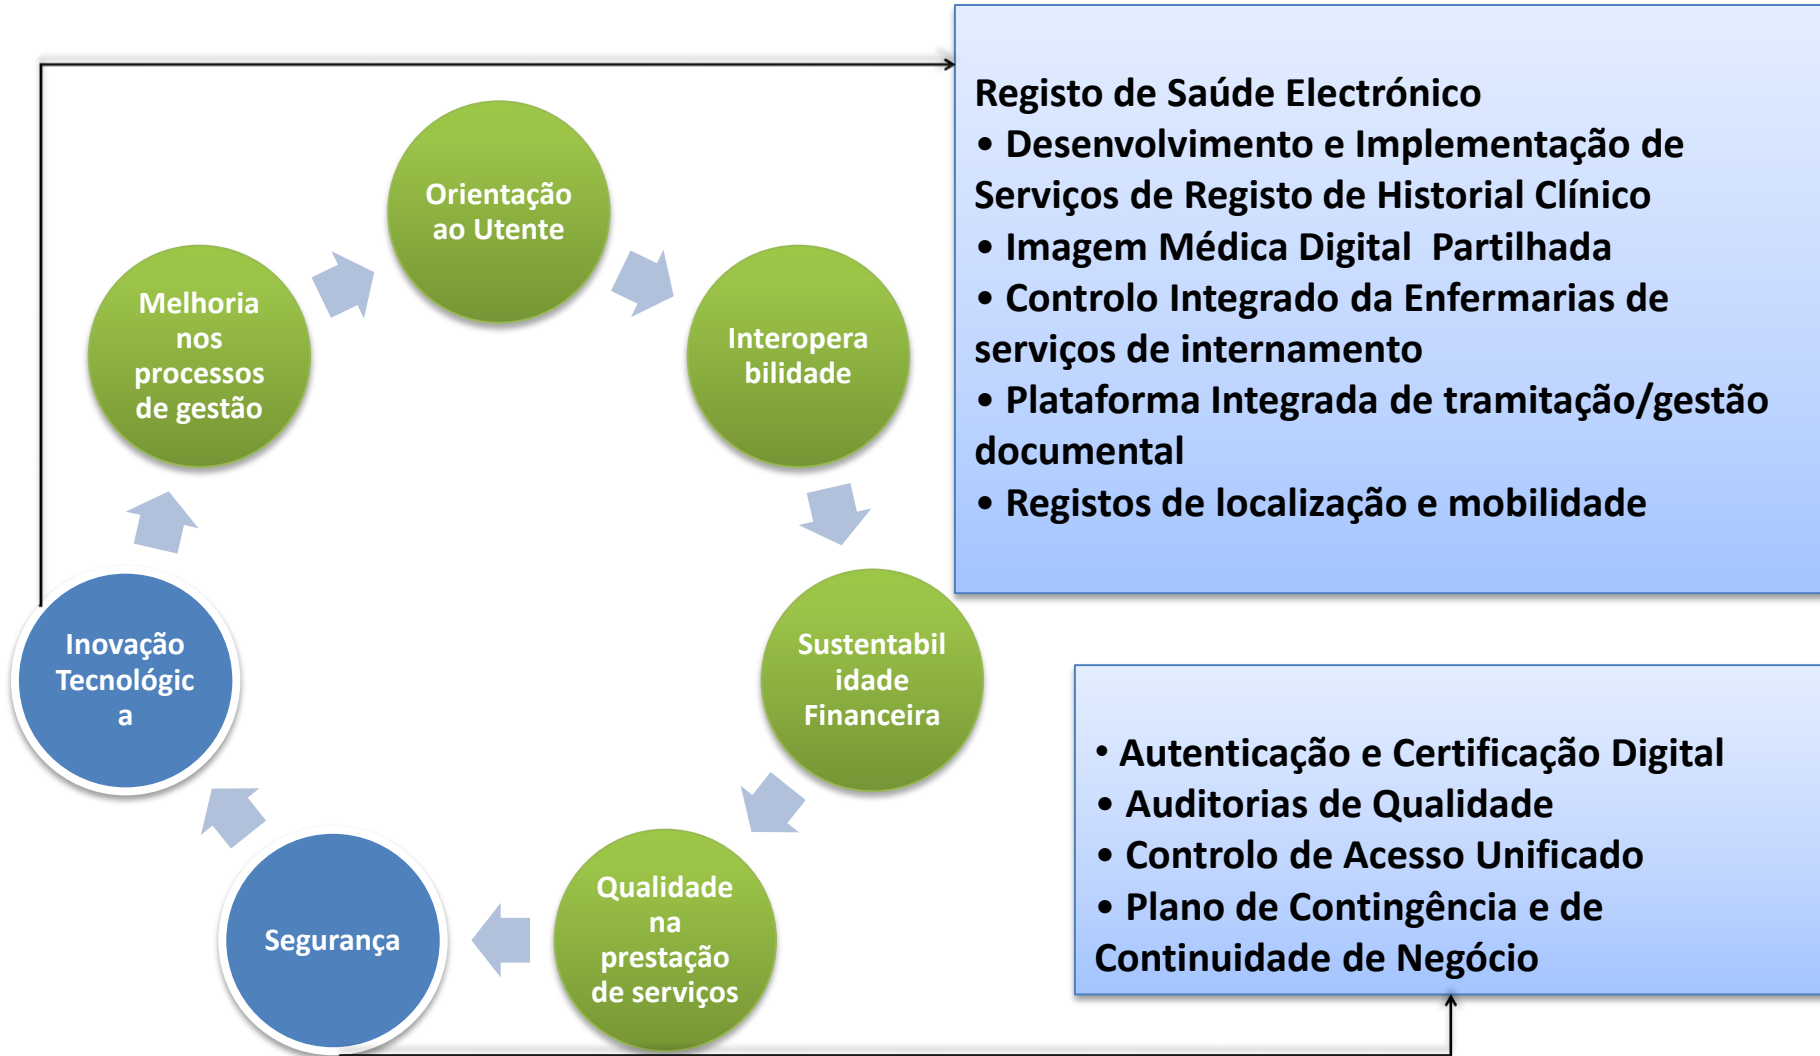 Orientação
ao Utente
Interopera
bilidade
Sustentabil
idade
Financeira
Qualidade
na
prestação
de serviços
Segurança
Inovação
Tecnológic
a
Melhoria
nos
processos
de gestão
Registo de Saúde Electrónico
• Desenvolvimento e Implementação de
Serviços de Registo de Historial Clínico
• Imagem Médica Digital  Partilhada
• Controlo Integrado da Enfermarias de
serviços de internamento
• Plataforma Integrada de tramitação/gestão
documental
• Registos de localização e mobilidade
• Autenticação e Certificação Digital
• Auditorias de Qualidade
• Controlo de Acesso Unificado
• Plano de Contingência e de
Continuidade de Negócio